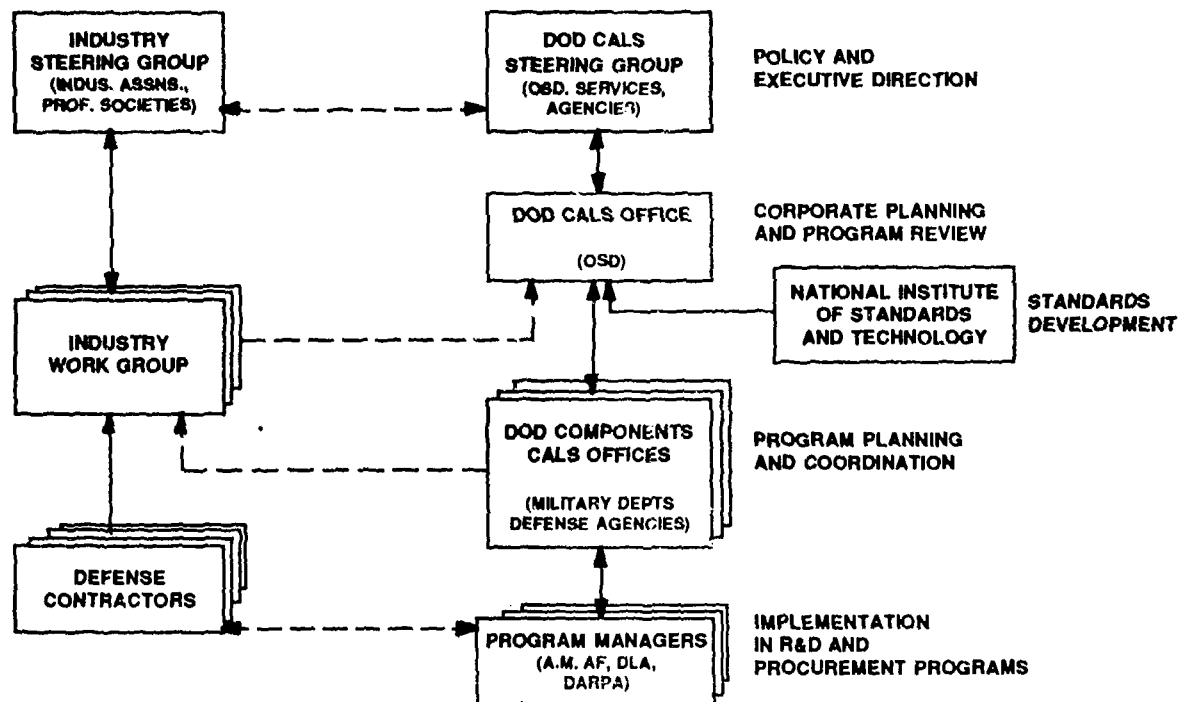 INDUSTRY
STEERING GROUP
(INDUS. ASSNS.,
PROF. SOCIETIES)
DOD CALS
STEERING GROUP
(OSD. SERVICES,
AGENCIES)
POLICY AND
EXECUTIVE DIRECTION
DOD CALS OFFICE
(OSD)
CORPORATE PLANNING
AND PROGRAM REVIEW
NATIONAL INSTITUTE
OF STANDARDS
AND TECHNOLOGY
STANDARDS
DEVELOPMENT
INDUSTRY
WORK GROUP
DOD COMPONENTS
CALS OFFICES
(MILITARY DEPTS
DEFENSE AGENCIES)
PROGRAM PLANNING
AND COORDINATION
DEFENSE
CONTRACTORS
PROGRAM MANAGERS
(A.M. AF, DLA,
DARPA)
IMPLEMENTATION
IN R&D AND
PROCUREMENT PROGRAMS